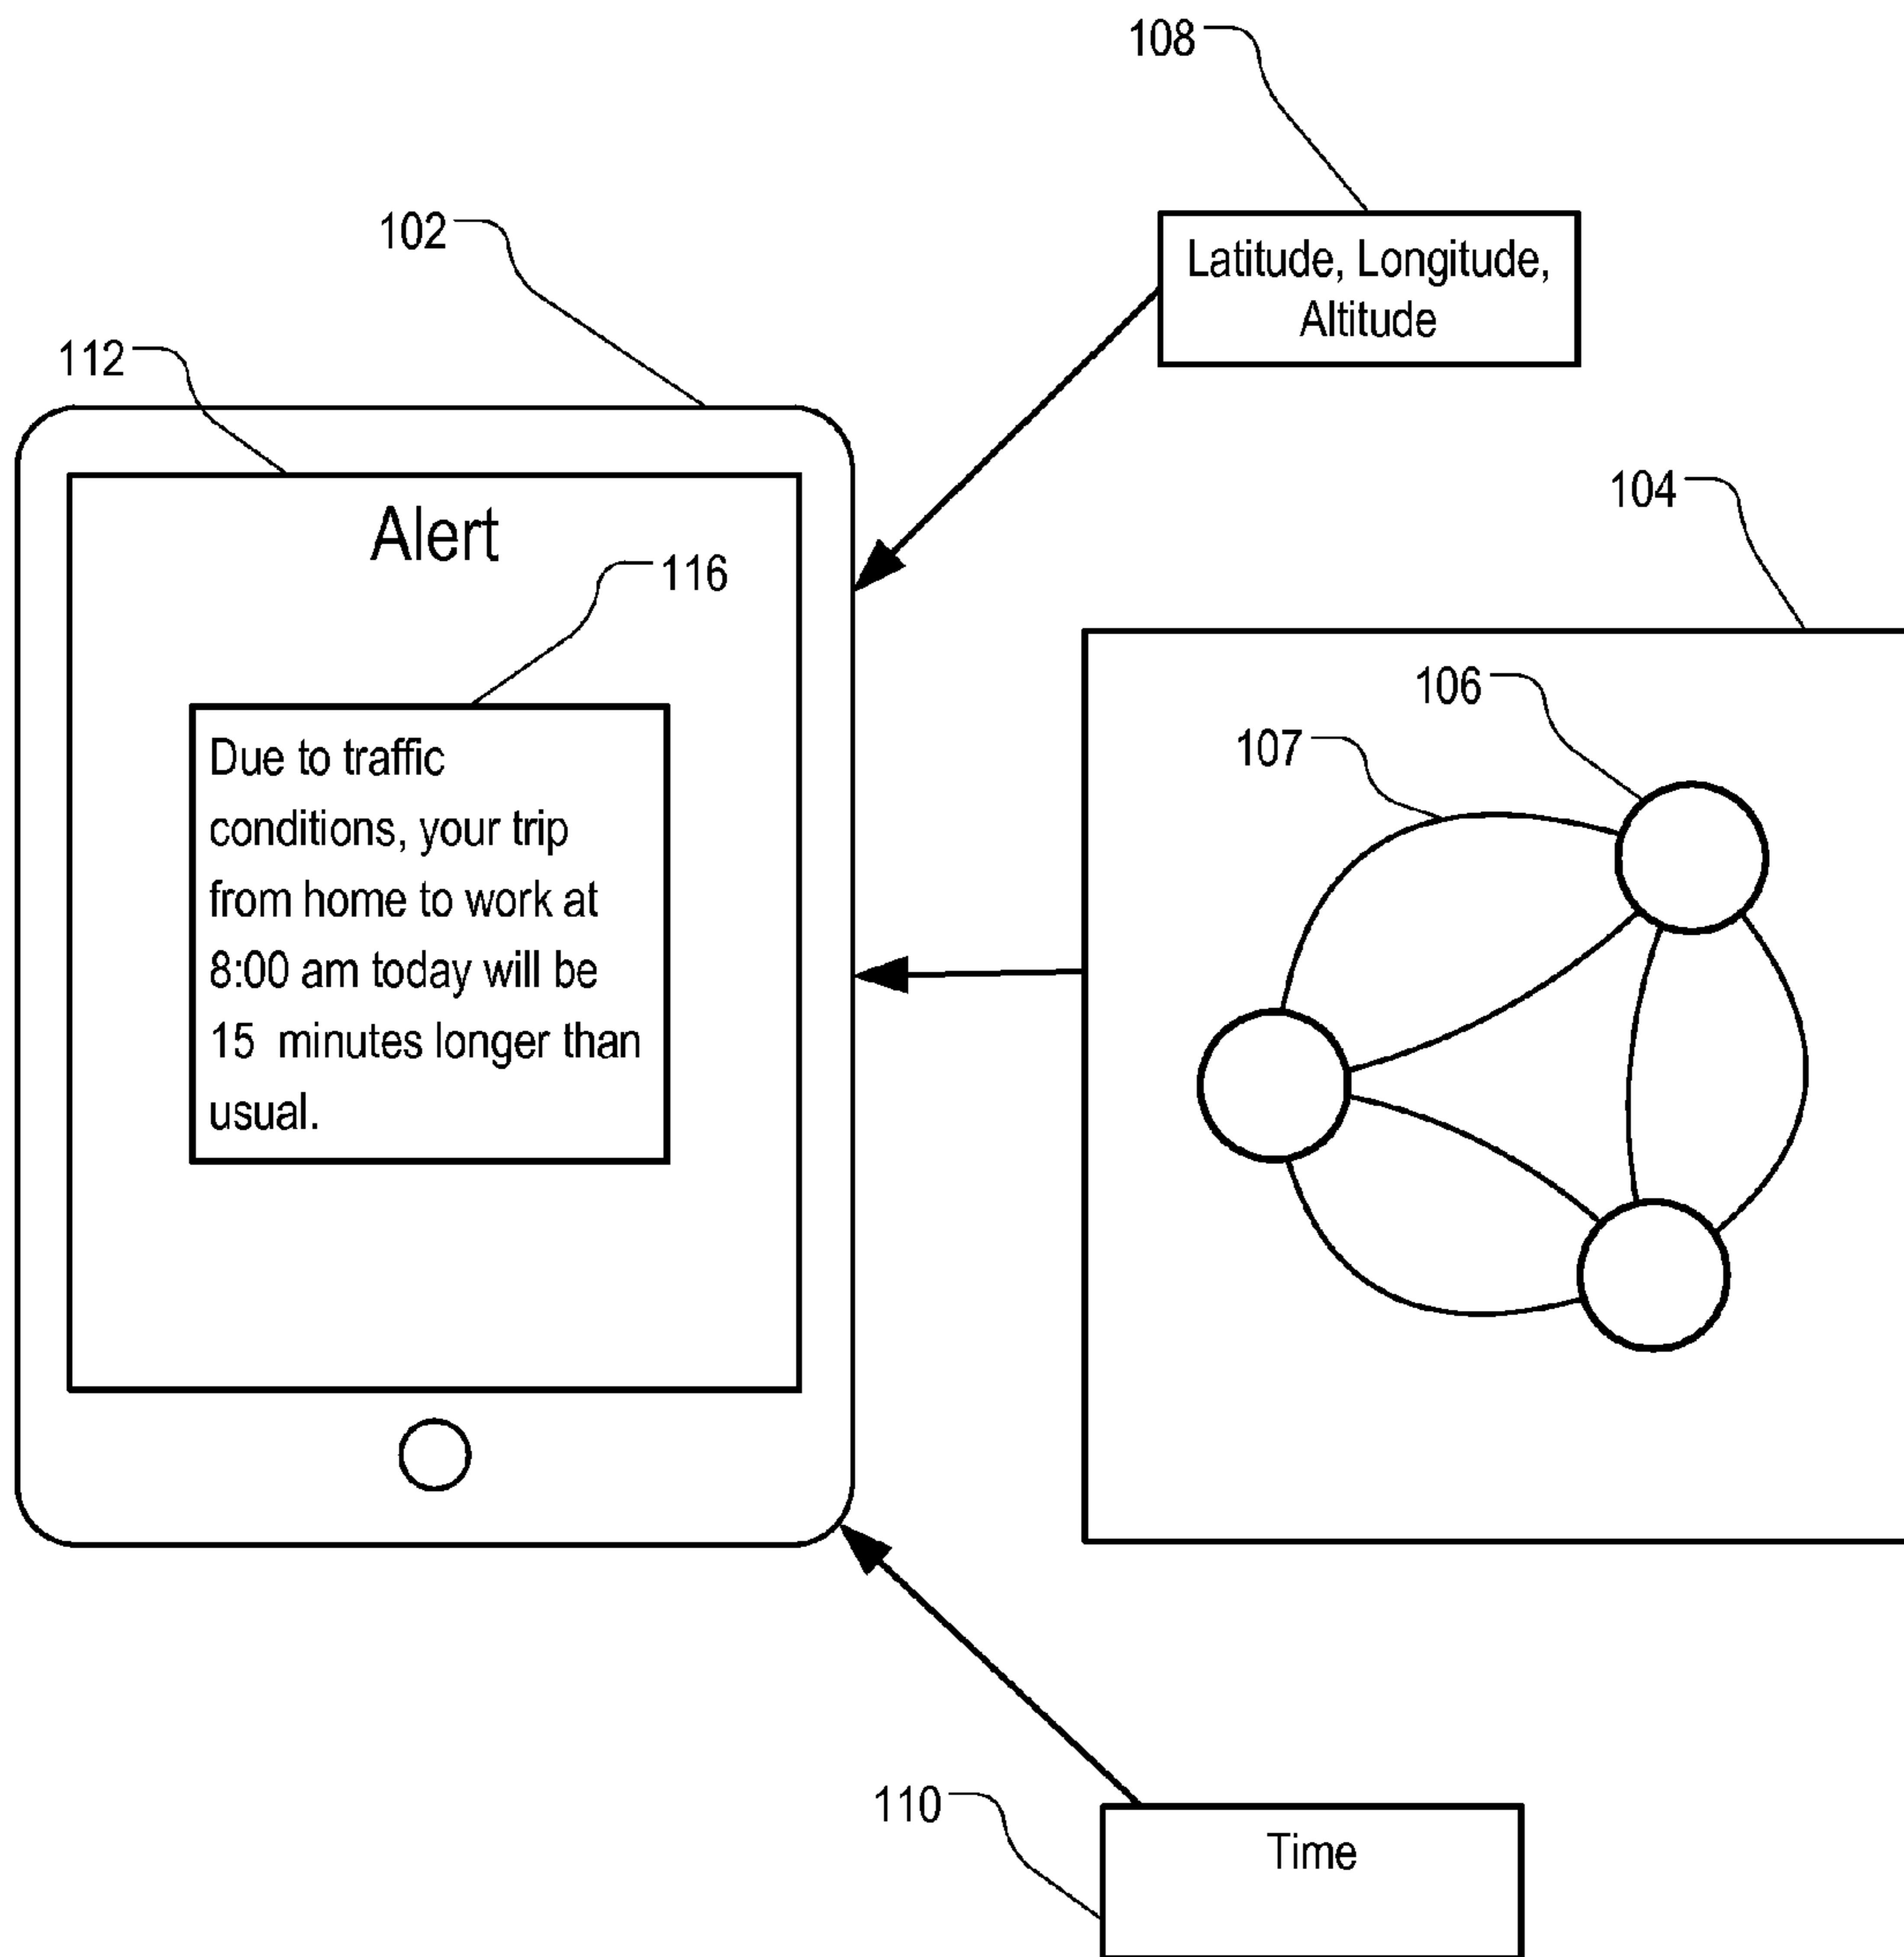 108
Latitude, Longitude,
Altitude
102
112
104
Alert
116
106
107
Due to traffic
conditions, your trip
from home to work at
8:00 am today will be
15 minutes longer than
usual.
110
Time